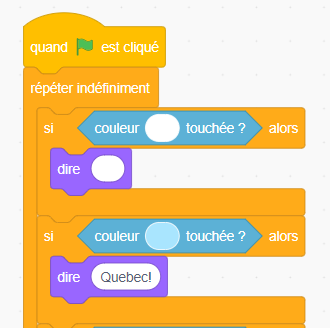 quand est cliqué
répéter indéfiniment
si couleur touchée ? alors
dire
si couleur touchée ? alors
dire Quebec!